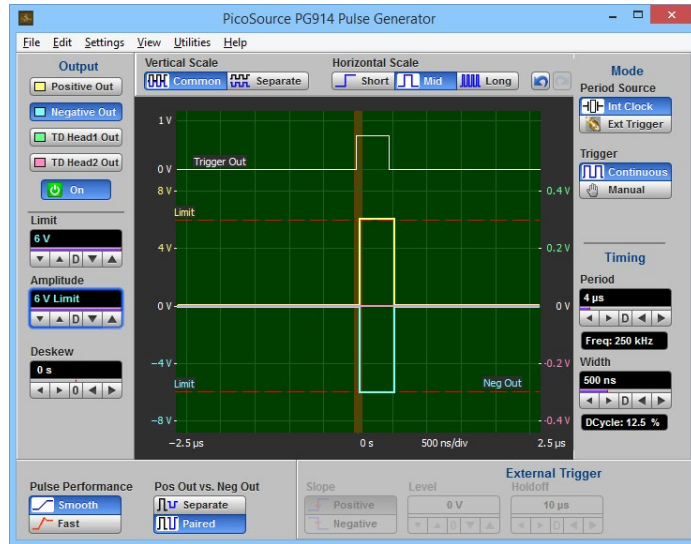 PicoSource PG914 Pulse Generator
File Edit Settings View Utilities Help
Output
Positive Out
Negative Out
TD Head1 Out
TD Head2 Out
On
Limit
6 V
D
Amplitude
6 V Limit
D
Deskew
0 s
0
Vertical Scale
Common Separate
Horizontal Scale
Short Mid Long
1 V
Trigger Out
0 V
8 V
0.4 V
Limit
4 V
0.2 V
0 V
0 V
-4 V
-0.2 V
Limit
Neg Out
-8 V
-0.4 V
-2.5 µs 0 s 500 ns/div 2.5 µs
Mode
Period Source
Int Clock
Ext Trigger
Trigger
Continuous
Manual
Timing
Period
4 µs
D
Freq: 250 kHz
Width
500 ns
D
DCycle: 12.5 %
Pulse Performance
Smooth
Fast
Pos Out vs. Neg Out
Separate
Paired
External Trigger
Slope
Positive
Negative
Level
0 V
0
Holdoff
10 µs
D